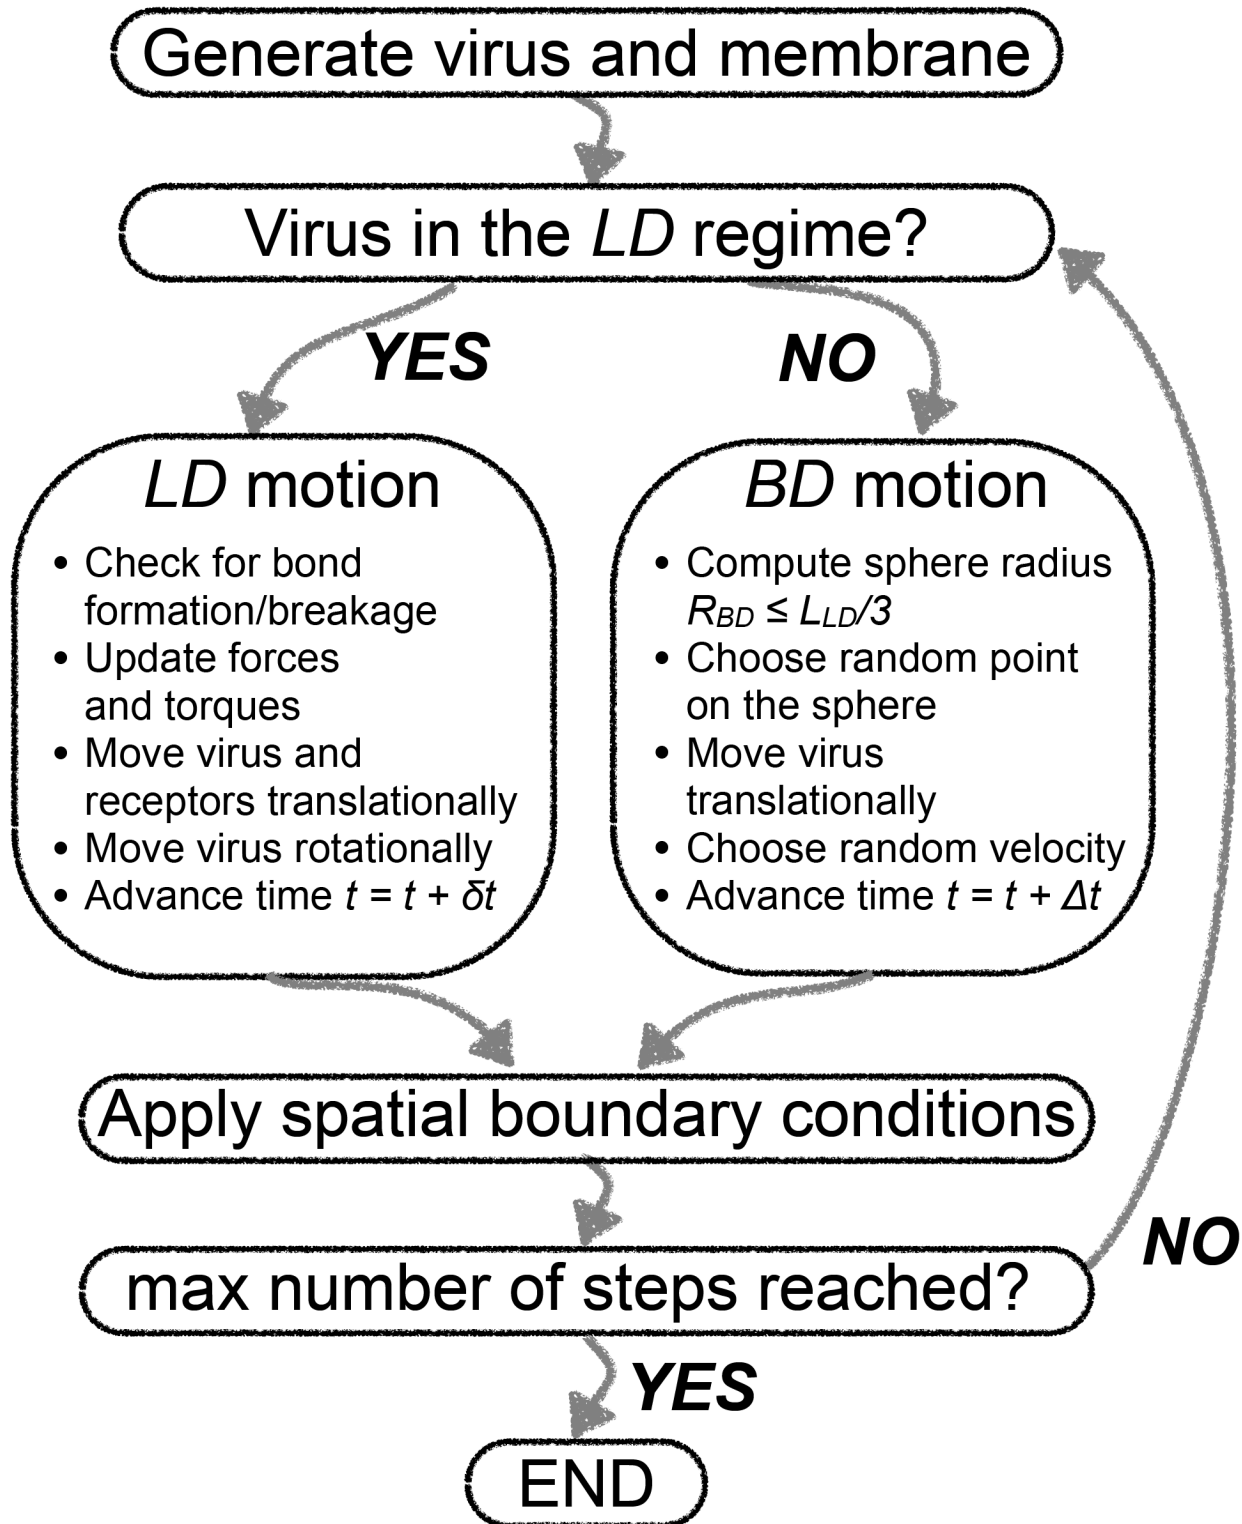 Generate virus and membrane
Virus in the LD regime?
YES
NO
LD motion
• Check for bond
formation/breakage
• Update forces
and torques
• Move virus and
receptors translationally
• Move virus rotationally
• Advance time t = t + δt
BD motion
• Compute sphere radius
R_BD ≤ L_LD/3
• Choose random point
on the sphere
• Move virus
translationally
• Choose random velocity
• Advance time t = t + Δt
Apply spatial boundary conditions
max number of steps reached?
NO
YES
END